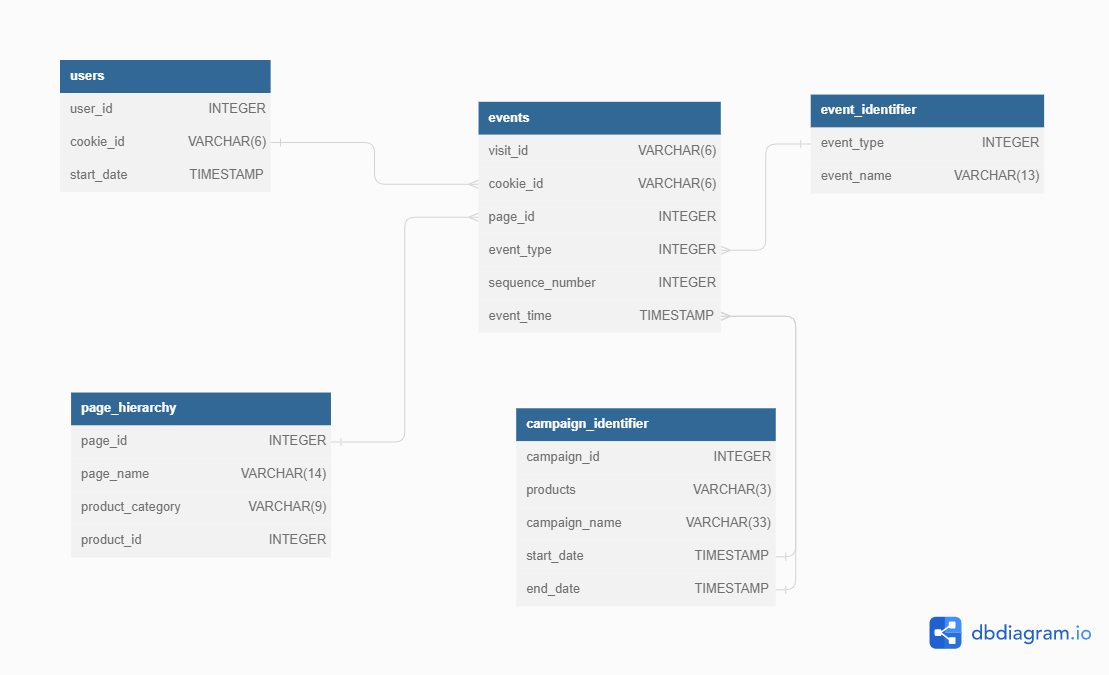 users
user_id INTEGER
cookie_id VARCHAR(6)
start_date TIMESTAMP
events
visit_id VARCHAR(6)
cookie_id VARCHAR(6)
page_id INTEGER
event_type INTEGER
sequence_number INTEGER
event_time TIMESTAMP
event_identifier
event_type INTEGER
event_name VARCHAR(13)
page_hierarchy
page_id INTEGER
page_name VARCHAR(14)
product_category VARCHAR(9)
product_id INTEGER
campaign_identifier
campaign_id INTEGER
products VARCHAR(3)
campaign_name VARCHAR(33)
start_date TIMESTAMP
end_date TIMESTAMP
dbdiagram.io